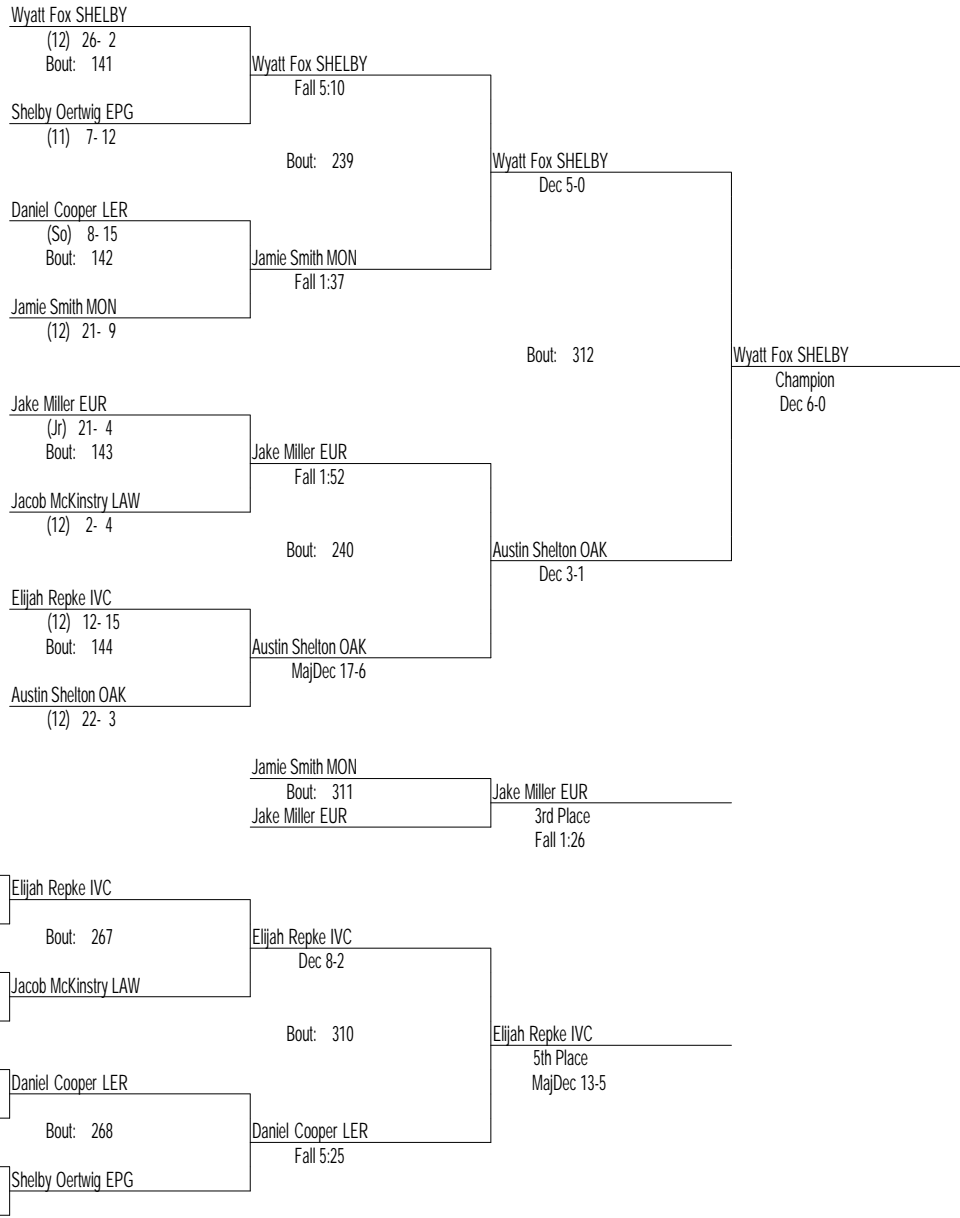 Wyatt Fox SHELBY
(12) 26- 2
Bout: 141
Wyatt Fox SHELBY
Fall 5:10
Shelby Oertwig EPG
(11) 7- 12
Bout: 239
Wyatt Fox SHELBY
Dec 5-0
Daniel Cooper LER
(So) 8- 15
Bout: 142
Jamie Smith MON
Fall 1:37
Jamie Smith MON
(12) 21- 9
Bout: 312
Wyatt Fox SHELBY
Champion
Dec 6-0
Jake Miller EUR
(Jr) 21- 4
Bout: 143
Jake Miller EUR
Fall 1:52
Jacob McKinstry LAW
(12) 2- 4
Bout: 240
Austin Shelton OAK
Dec 3-1
Elijah Repke IVC
(12) 12- 15
Bout: 144
Austin Shelton OAK
MajDec 17-6
Austin Shelton OAK
(12) 22- 3
Jamie Smith MON
Bout: 311
Jake Miller EUR
Jake Miller EUR
3rd Place
Fall 1:26
Elijah Repke IVC
Bout: 267
Elijah Repke IVC
Dec 8-2
Jacob McKinstry LAW
Bout: 310
Elijah Repke IVC
5th Place
MajDec 13-5
Daniel Cooper LER
Bout: 268
Daniel Cooper LER
Fall 5:25
Shelby Oertwig EPG